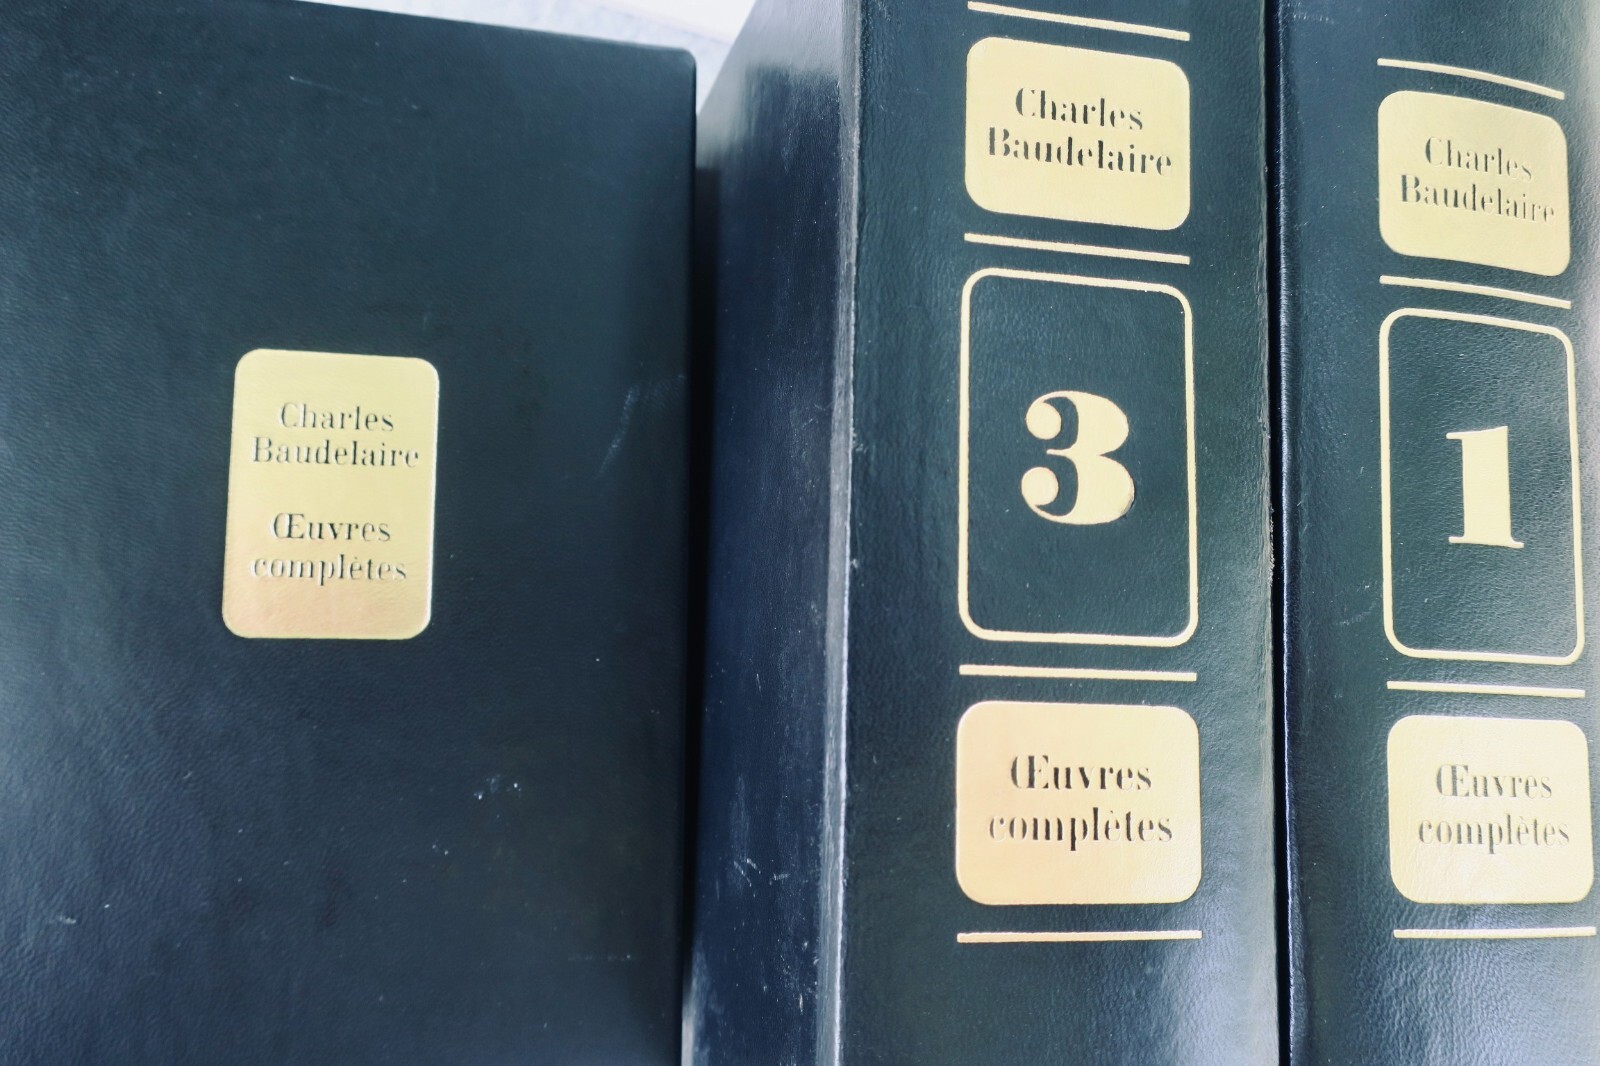 Charles
Baudelaire
Œuvres
complètes
Charles
Baudelaire
3
Œuvres
complètes
Charles
Baudelaire
1
Œuvres
complètes